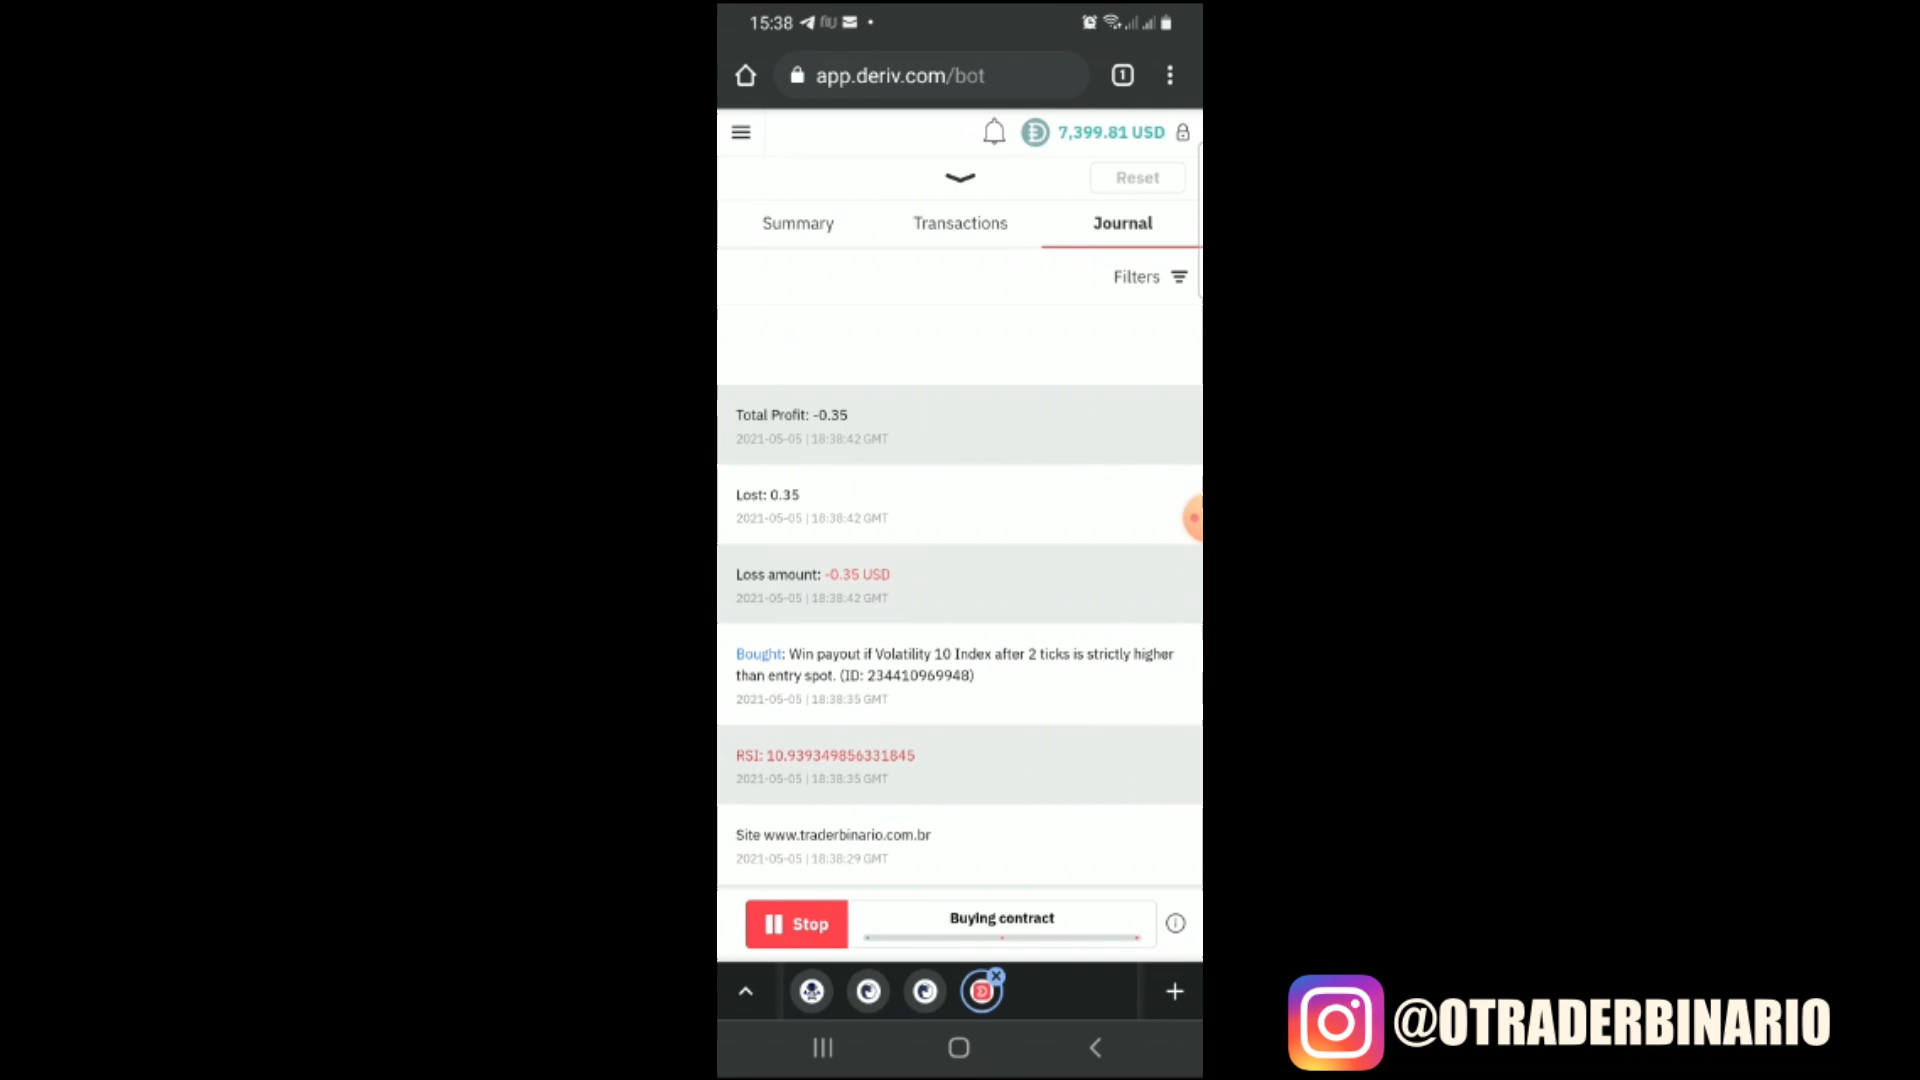 15:38
app.deriv.com/bot
1
7,399.81 USD
Reset
Summary
Transactions
Journal
Filters
Total Profit: -0.35
2021-05-05 | 18:38:42 GMT
Lost: 0.35
2021-05-05 | 18:38:42 GMT
Loss amount: -0.35 USD
2021-05-05 | 18:38:42 GMT
Bought: Win payout if Volatility 10 Index after 2 ticks is strictly higher
than entry spot. (ID: 234410969948)
2021-05-05 | 18:38:35 GMT
RSI: 10.939349856331845
2021-05-05 | 18:38:35 GMT
Site www.traderbinario.com.br
2021-05-05 | 18:38:29 GMT
Stop
Buying contract
@OTRADERBINARIO